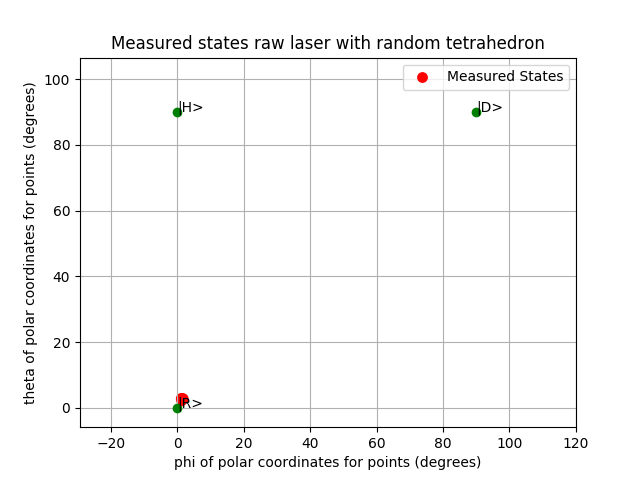 Measured states raw laser with random tetrahedron
Measured States
|H>
|D>
|R>
100
80
60
40
20
0
theta of polar coordinates for points (degrees)
−20
0
20
40
60
80
100
120
phi of polar coordinates for points (degrees)